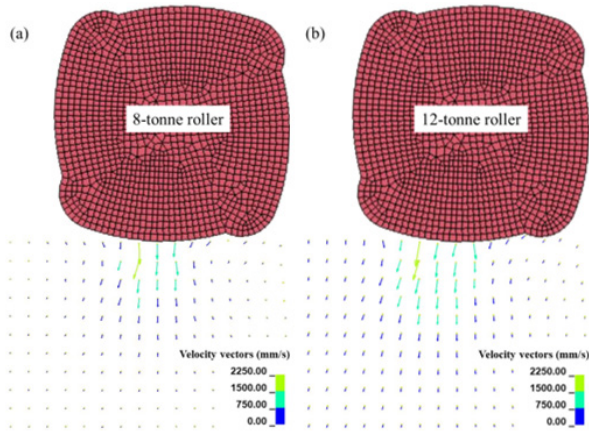 (a)
8-tonne roller
Velocity vectors (mm/s)
2250.00
1500.00
750.00
0.00
(b)
12-tonne roller
Velocity vectors (mm/s)
2250.00
1500.00
750.00
0.00